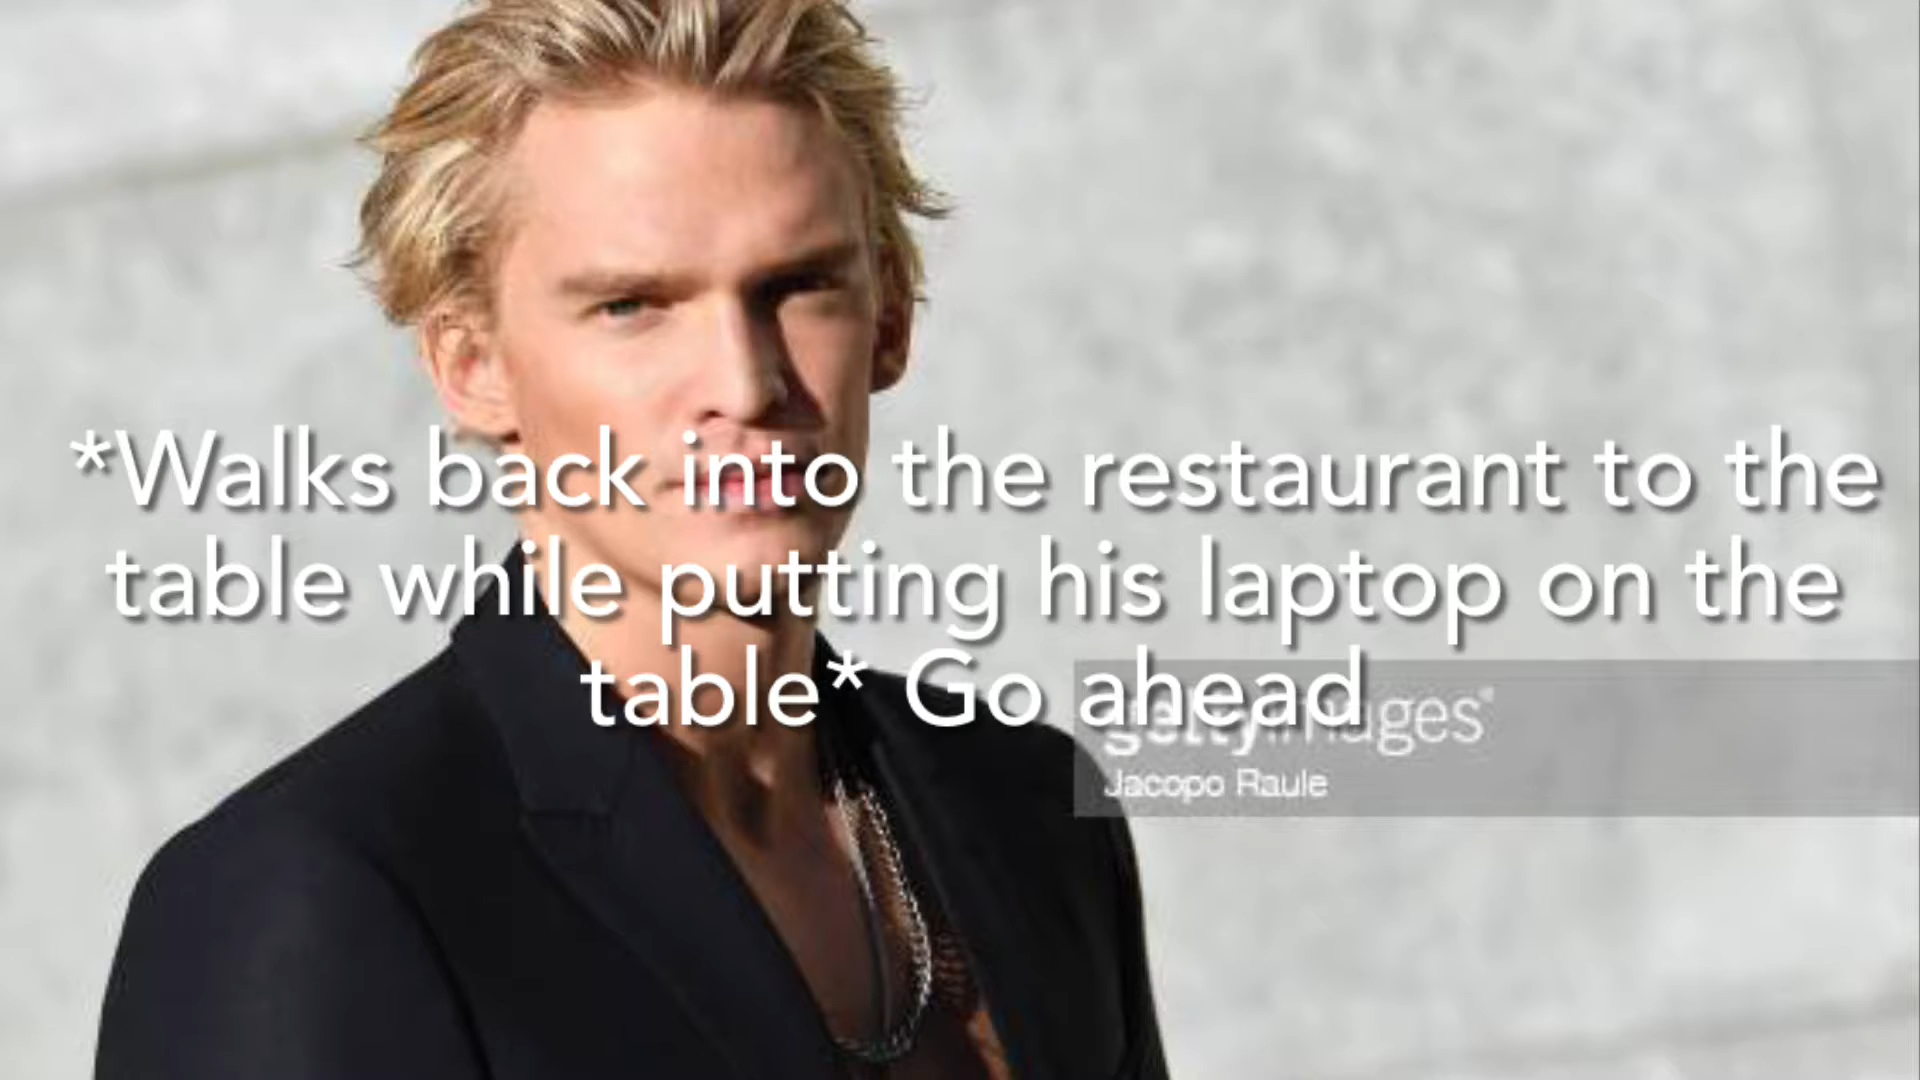 *Walks back into the restaurant to the
table while putting his laptop on the
table* Go ahead
gettyimages®
Jacopo Raule